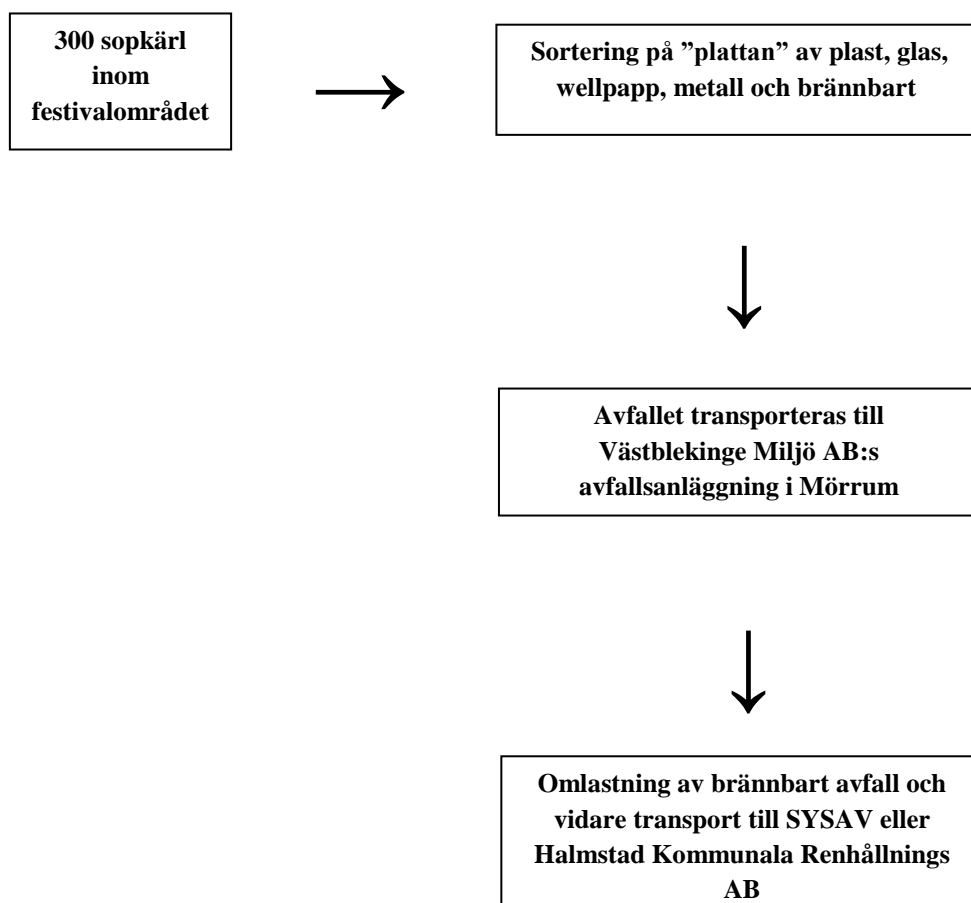 300 sopkärl
inom
festivalområdet
Sortering på ”plattan” av plast, glas,
wellpapp, metall och brännbart
Avfallet transporteras till
Västblekinge Miljö AB:s
avfallsanläggning i Mörrum
Omlastning av brännbart avfall och
vidare transport till SYSAV eller
Halmstad Kommunala Renhållnings
AB